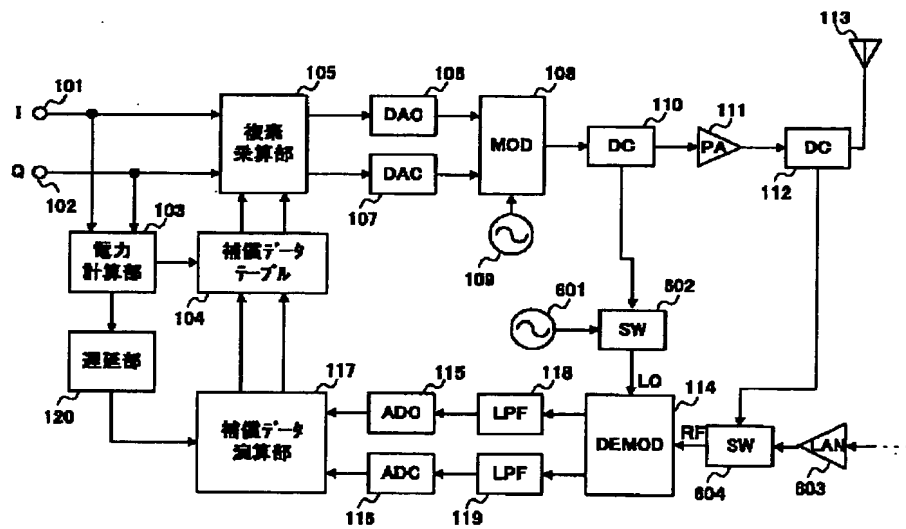 113
105
106
108
I
101
110
111
DAC
複素
乗算部
MOD
DC
PA
DC
Q
DAC
112
102
103
107
電力
計算部
補償データ
テーブル
109
601
602
104
SW
遅延部
117
115
118
LO
114
120
ADC
LPF
補償データ
演算部
DEMOD
RF
SW
LAN
ADC
LPF
604
603
116
119